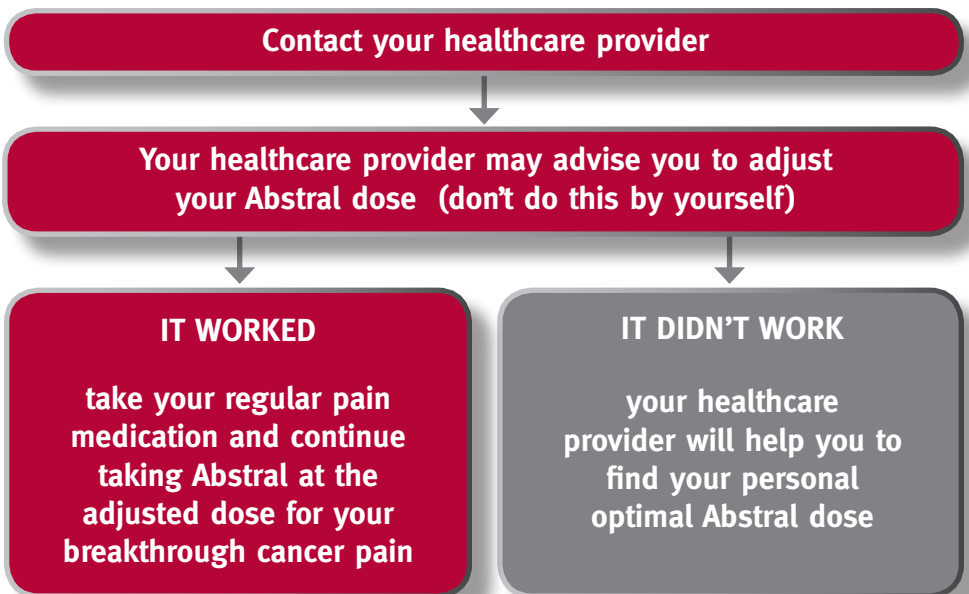 Contact your healthcare provider
Your healthcare provider may advise you to adjust
your Abstral dose (don't do this by yourself)
IT WORKED
take your regular pain
medication and continue
taking Abstral at the
adjusted dose for your
breakthrough cancer pain
IT DIDN'T WORK
your healthcare
provider will help you to
find your personal
optimal Abstral dose